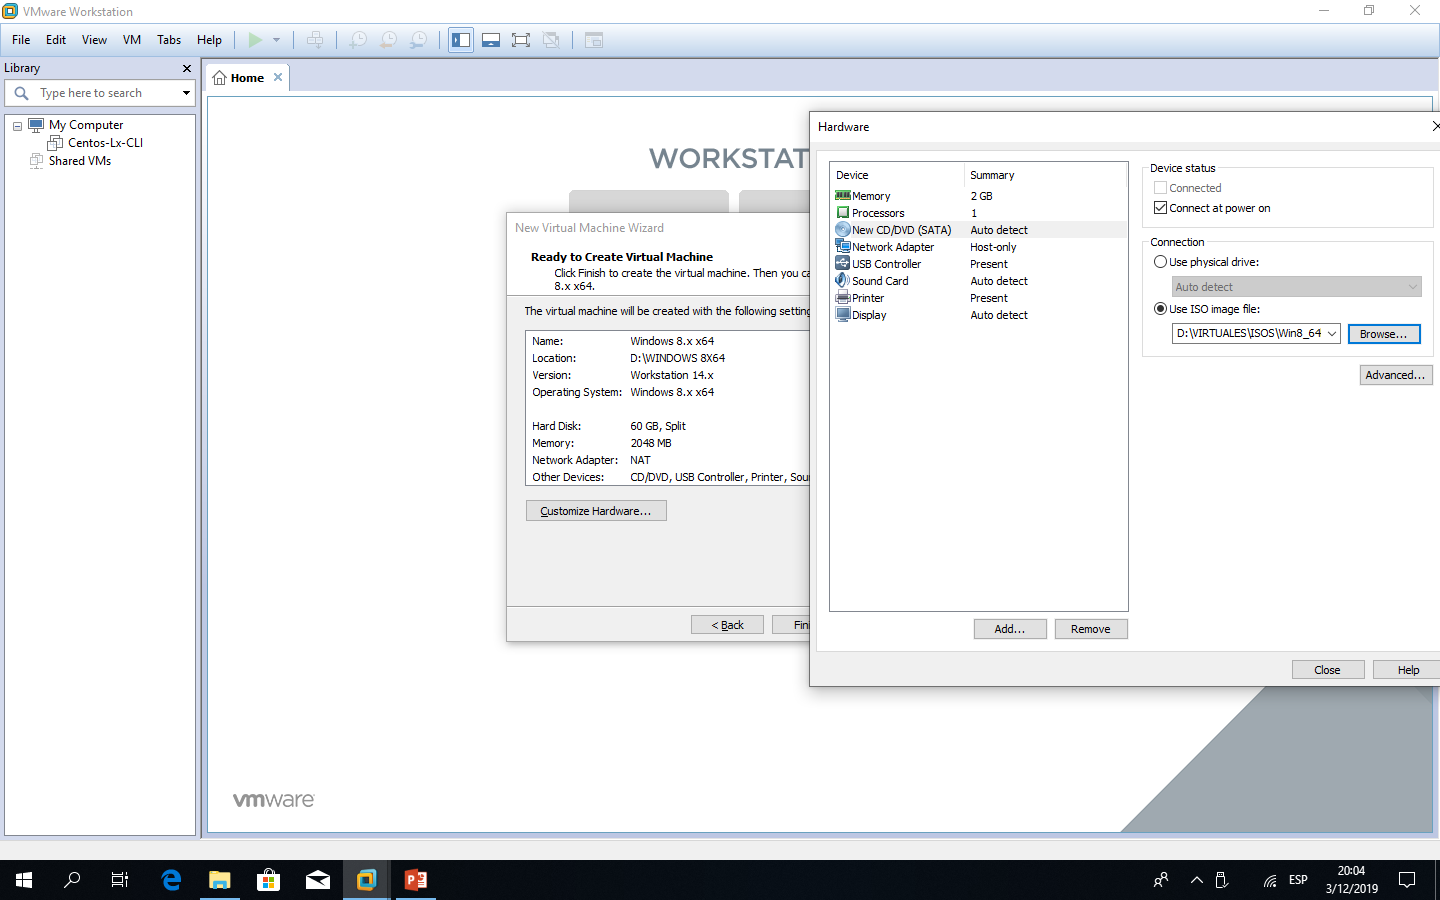 VMware Workstation
File Edit View VM Tabs Help
Library
Type here to search
My Computer
Centos-Lx-CLI
Shared VMs
Home
WORKSTAT
New Virtual Machine Wizard
Ready to Create Virtual Machine
Click Finish to create the virtual machine. Then you ca
8.x x64.
The virtual machine will be created with the following setting
Name: Windows 8.x x64
Location: D:\WINDOWS 8X64
Version: Workstation 14.x
Operating System: Windows 8.x x64
Hard Disk: 60 GB, Split
Memory: 2048 MB
Network Adapter: NAT
Other Devices: CD/DVD, USB Controller, Printer, Sou
Customize Hardware...
< Back Fin
Hardware
Device Summary
Memory 2 GB
Processors 1
New CD/DVD (SATA) Auto detect
Network Adapter Host-only
USB Controller Present
Sound Card Auto detect
Printer Present
Display Auto detect
Add... Remove
Device status
Connected
Connect at power on
Connection
Use physical drive:
Auto detect
Use ISO image file:
D:\VIRTUALES\ISOS\Win8_64 Browse...
Advanced...
Close Help
vmware
ESP
20:04
3/12/2019